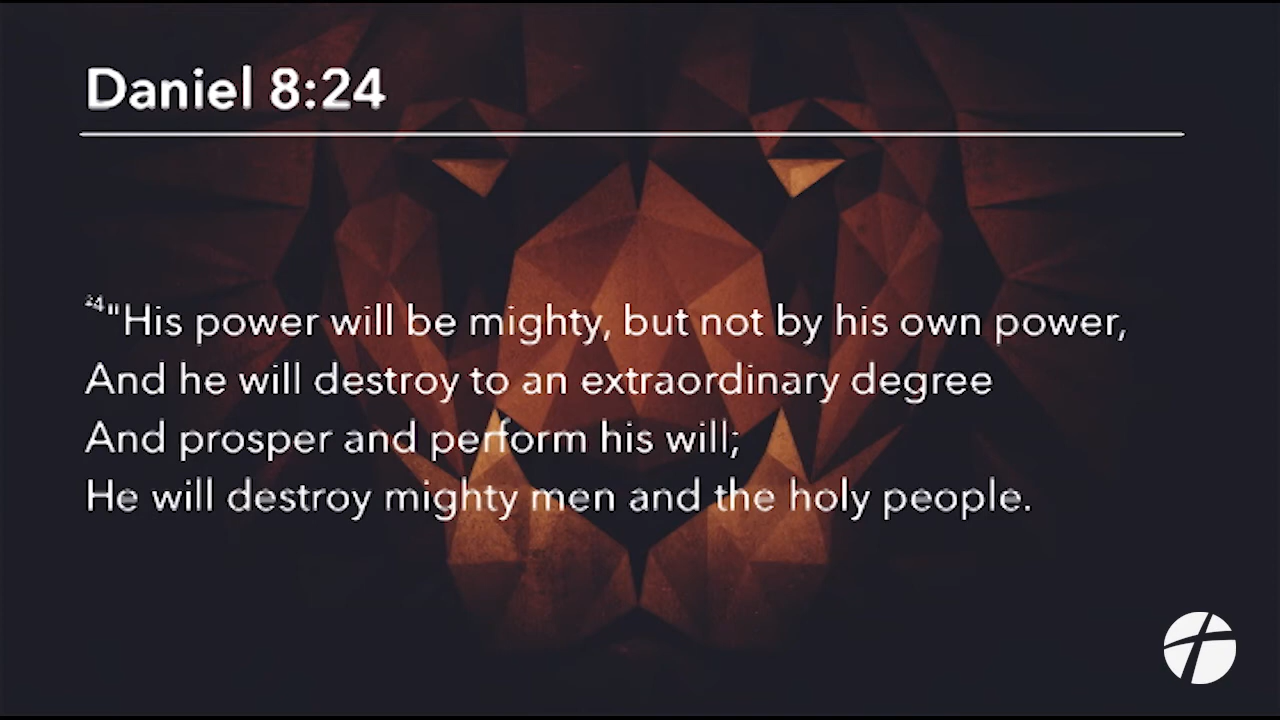 Daniel 8:24
24"His power will be mighty, but not by his own power,
And he will destroy to an extraordinary degree
And prosper and perform his will;
He will destroy mighty men and the holy people.